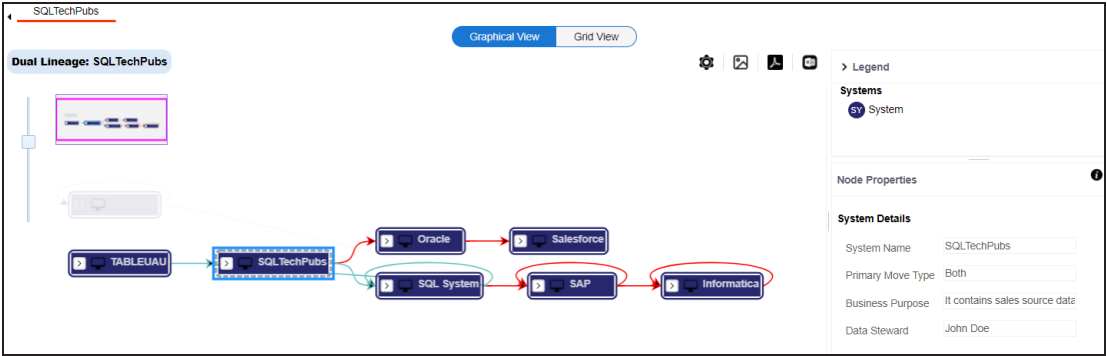 SQLTechPubs
Graphical View
Grid View
Dual Lineage: SQLTechPubs
Legend
Systems
SY System
TABLEUAU
SQLTechPubs
Oracle
Salesforce
SQL System
SAP
Informatica
Node Properties
System Details
System Name SQLTechPubs
Primary Move Type Both
Business Purpose It contains sales source data
Data Steward John Doe